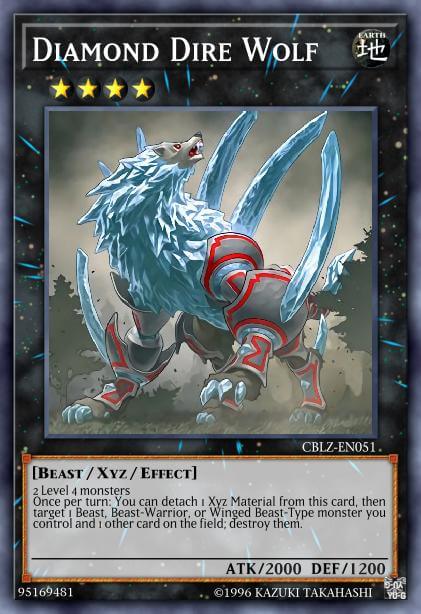 DIAMOND DIRE WOLF
EARTH
地
CBLZ-EN051
[BEAST / XYZ / EFFECT]
2 Level 4 monsters
Once per turn: You can detach 1 Xyz Material from this card, then
target 1 Beast, Beast-Warrior, or Winged Beast-Type monster you
control and 1 other card on the field; destroy them.
ATK/2000 DEF/1200
95169481
©1996 KAZUKI TAKAHASHI